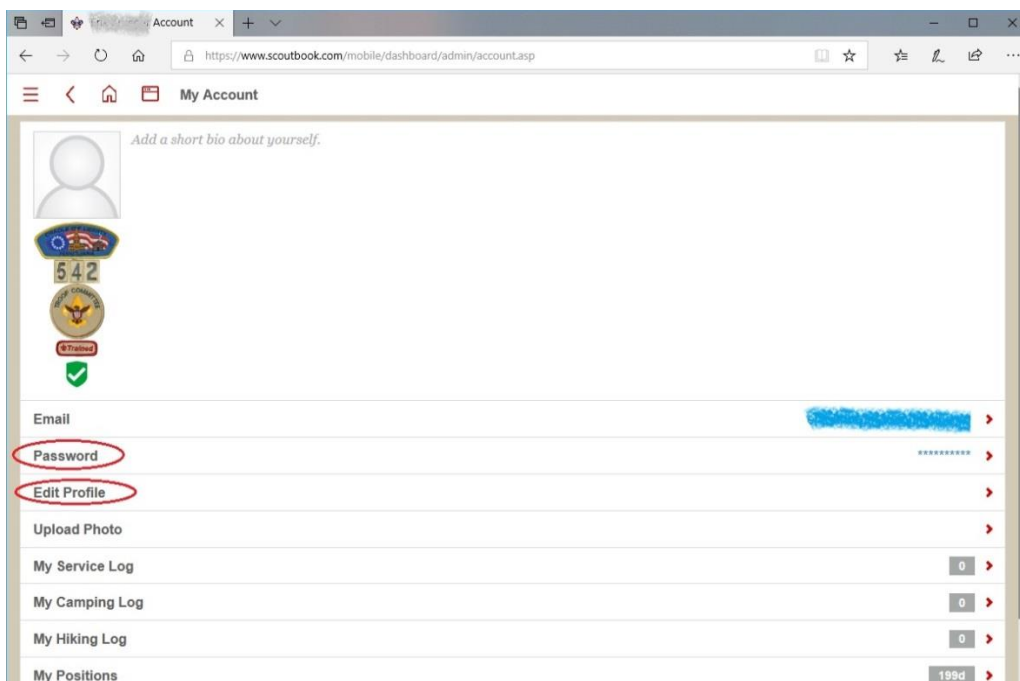 Account
https://www.scoutbook.com/mobile/dashboard/admin/account.asp
My Account
Add a short bio about yourself.
542
TROOP COMMITTEE
Trained
Email
Password **********
Edit Profile
Upload Photo
My Service Log 0
My Camping Log 0
My Hiking Log 0
My Positions 199d